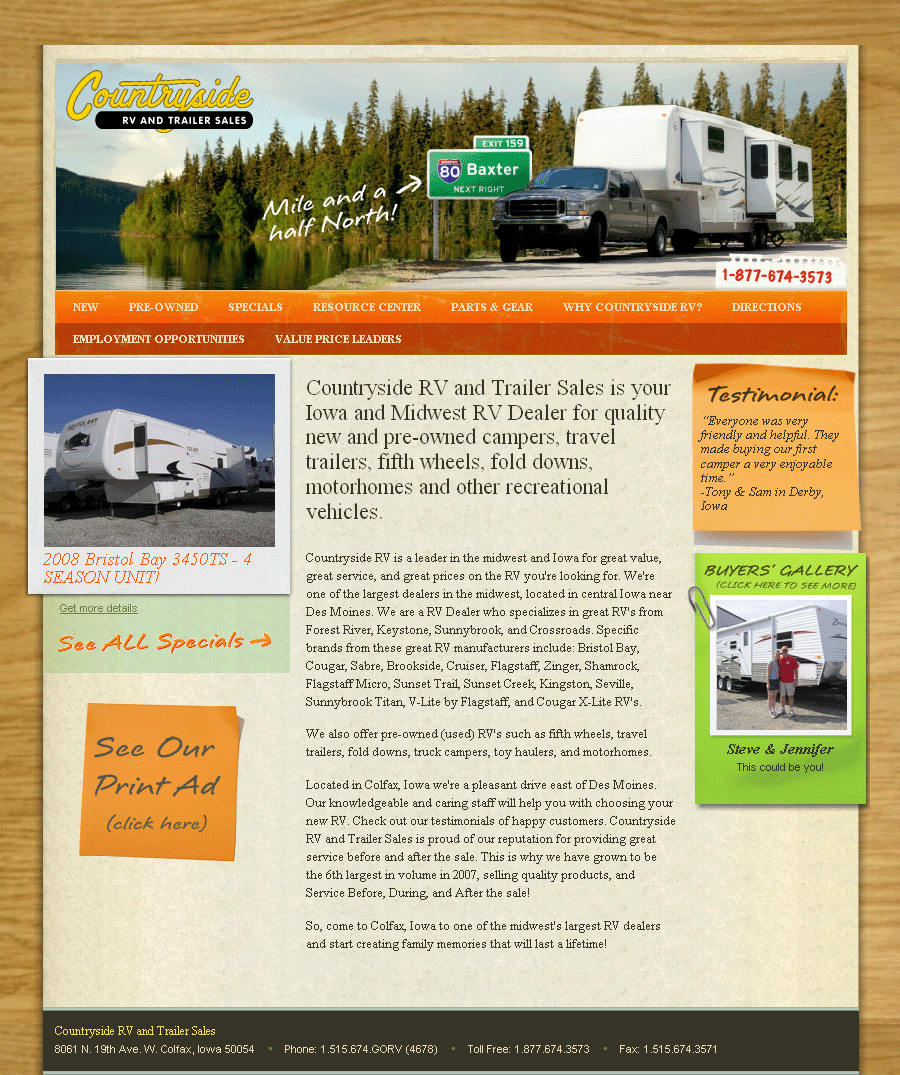 Countryside
RV AND TRAILER SALES
EXIT 159
80 Baxter
NEXT RIGHT
Mile and a
half North!
1-877-674-3573
NEW PRE-OWNED SPECIALS RESOURCE CENTER PARTS & GEAR WHY COUNTRYSIDE RV? DIRECTIONS
EMPLOYMENT OPPORTUNITIES VALUE PRICE LEADERS
BRISTOL BAY
2008 Bristol Bay 3450TS - 4
SEASON UNIT!
Get more details
See ALL Specials
See Our
Print Ad
(click here)
Countryside RV and Trailer Sales is your
Iowa and Midwest RV Dealer for quality
new and pre-owned campers, travel
trailers, fifth wheels, fold downs,
motorhomes and other recreational
vehicles.
Countryside RV is a leader in the midwest and Iowa for great value,
great service, and great prices on the RV you're looking for. We're
one of the largest dealers in the midwest, located in central Iowa near
Des Moines. We are a RV Dealer who specializes in great RV's from
Forest River, Keystone, Sunnybrook, and Crossroads. Specific
brands from these great RV manufacturers include: Bristol Bay,
Cougar, Sabre, Brookside, Cruiser, Flagstaff, Zinger, Shamrock,
Flagstaff Micro, Sunset Trail, Sunset Creek, Kingston, Seville,
Sunnybrook Titan, V-Lite by Flagstaff, and Cougar X-Lite RV's.
We also offer pre-owned (used) RV's such as fifth wheels, travel
trailers, fold downs, truck campers, toy haulers, and motorhomes.
Located in Colfax, Iowa we're a pleasant drive east of Des Moines.
Our knowledgeable and caring staff will help you with choosing your
new RV. Check out our testimonials of happy customers. Countryside
RV and Trailer Sales is proud of our reputation for providing great
service before and after the sale. This is why we have grown to be
the 6th largest in volume in 2007, selling quality products, and
Service Before, During, and After the sale!
So, come to Colfax, Iowa to one of the midwest's largest RV dealers
and start creating family memories that will last a lifetime!
Testimonial:
“Everyone was very
friendly and helpful. They
made buying our first
camper a very enjoyable
time.”
-Tony & Sam in Derby,
Iowa
BUYERS' GALLERY
(CLICK HERE TO SEE MORE)
Steve & Jennifer
This could be you!
Countryside RV and Trailer Sales
8061 N. 19th Ave. W. Colfax, Iowa 50054 • Phone: 1.515.674.GORV (4678) • Toll Free: 1.877.674.3573 • Fax: 1.515.674.3571